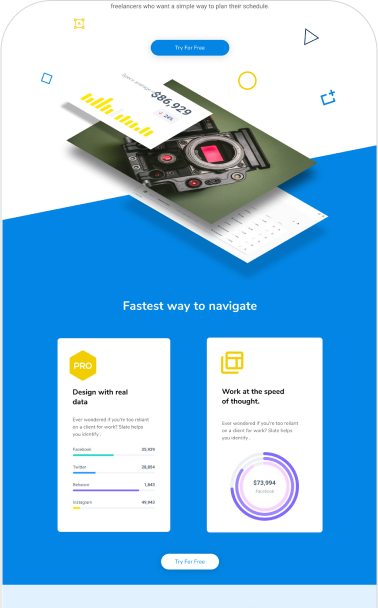 freelancers who want a simple way to plan their schedule.
Try For Free
Space average
$86,929
24%
Fastest way to navigate
PRO
Design with real
data
Ever wondered if you're too reliant
on a client for work? Slate helps
you identify.
Facebook 35,939
Twitter 28,854
Behance 1,845
Instagram 49,943
Work at the speed
of thought.
Ever wondered if you're too reliant
on a client for work? Slate helps
you identify.
$73,994
Facebook
Try For Free